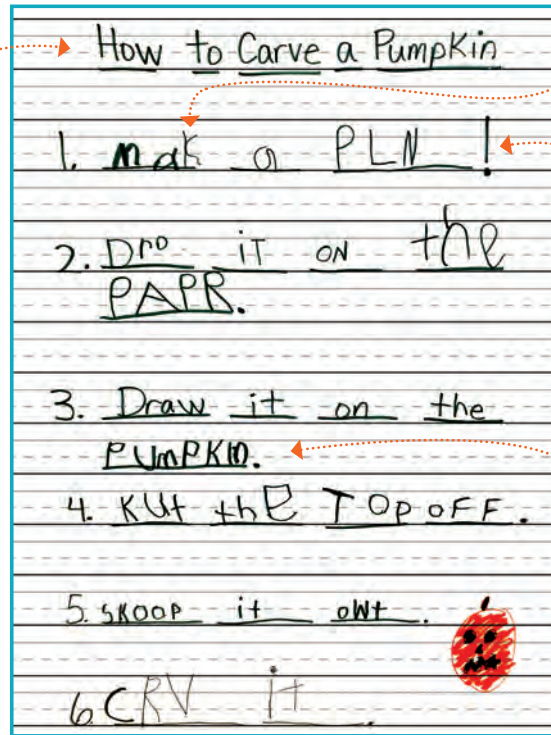 How to Carve a Pumpkin
1. mak a PLN !
2. Dro iT oN the
PAPR.
3. Draw it on the
PUmPKIn.
4. KUt thE TOP OFF.
5. SKOOP it owt.
6. CRV it.